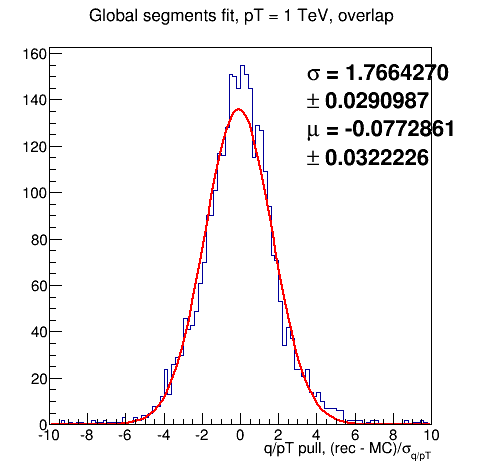 Global segments fit, pT = 1 TeV, overlap
σ = 1.7664270
± 0.0290987
μ = -0.0772861
± 0.0322226
160
140
120
100
80
60
40
20
0
-10 -8 -6 -4 -2 0 2 4 6 8 10
q/pT pull, (rec - MC)/σq/pT